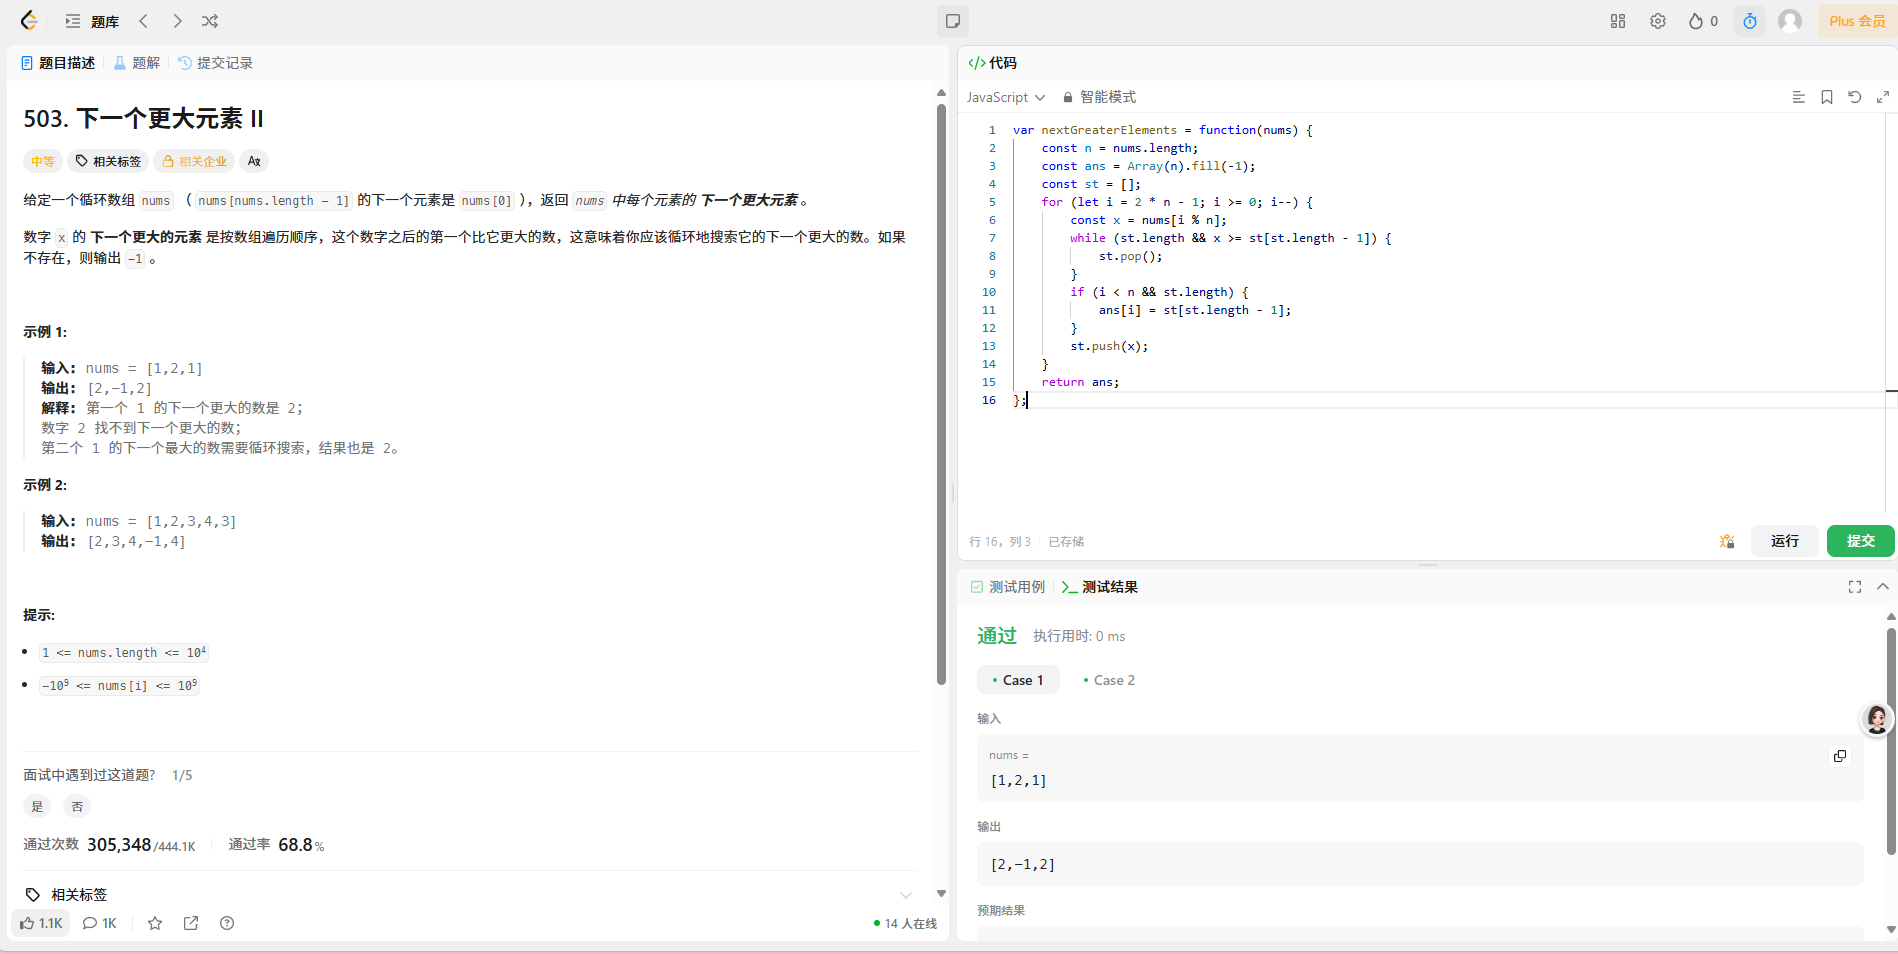 题库
0
Plus 会员
题目描述
题解
提交记录
503. 下一个更大元素 II
中等
相关标签
相关企业
给定一个循环数组 nums （ nums[nums.length - 1] 的下一个元素是 nums[0] ），返回 nums 中每个元素的 下一个更大元素 。
数字 x 的 下一个更大的元素 是按数组遍历顺序，这个数字之后的第一个比它更大的数，这意味着你应该循环地搜索它的下一个更大的数。如果
不存在，则输出 -1 。
示例 1:
输入: nums = [1,2,1]
输出: [2,-1,2]
解释: 第一个 1 的下一个更大的数是 2；
数字 2 找不到下一个更大的数；
第二个 1 的下一个最大的数需要循环搜索，结果也是 2。
示例 2:
输入: nums = [1,2,3,4,3]
输出: [2,3,4,-1,4]
提示:
1 <= nums.length <= 10⁴
-10⁹ <= nums[i] <= 10⁹
面试中遇到过这道题? 1/5
是
否
通过次数 305,348/444.1K
通过率 68.8%
相关标签
1.1K
1K
14 人在线
代码
JavaScript
智能模式
1 var nextGreaterElements = function(nums) {
2 const n = nums.length;
3 const ans = Array(n).fill(-1);
4 const st = [];
5 for (let i = 2 * n - 1; i >= 0; i--) {
6 const x = nums[i % n];
7 while (st.length && x >= st[st.length - 1]) {
8 st.pop();
9 }
10 if (i < n && st.length) {
11 ans[i] = st[st.length - 1];
12 }
13 st.push(x);
14 }
15 return ans;
16 };
行 16，列 3
已存储
运行
提交
测试用例
测试结果
通过
执行用时: 0 ms
Case 1
Case 2
输入
nums =
[1,2,1]
输出
[2,-1,2]
预期结果